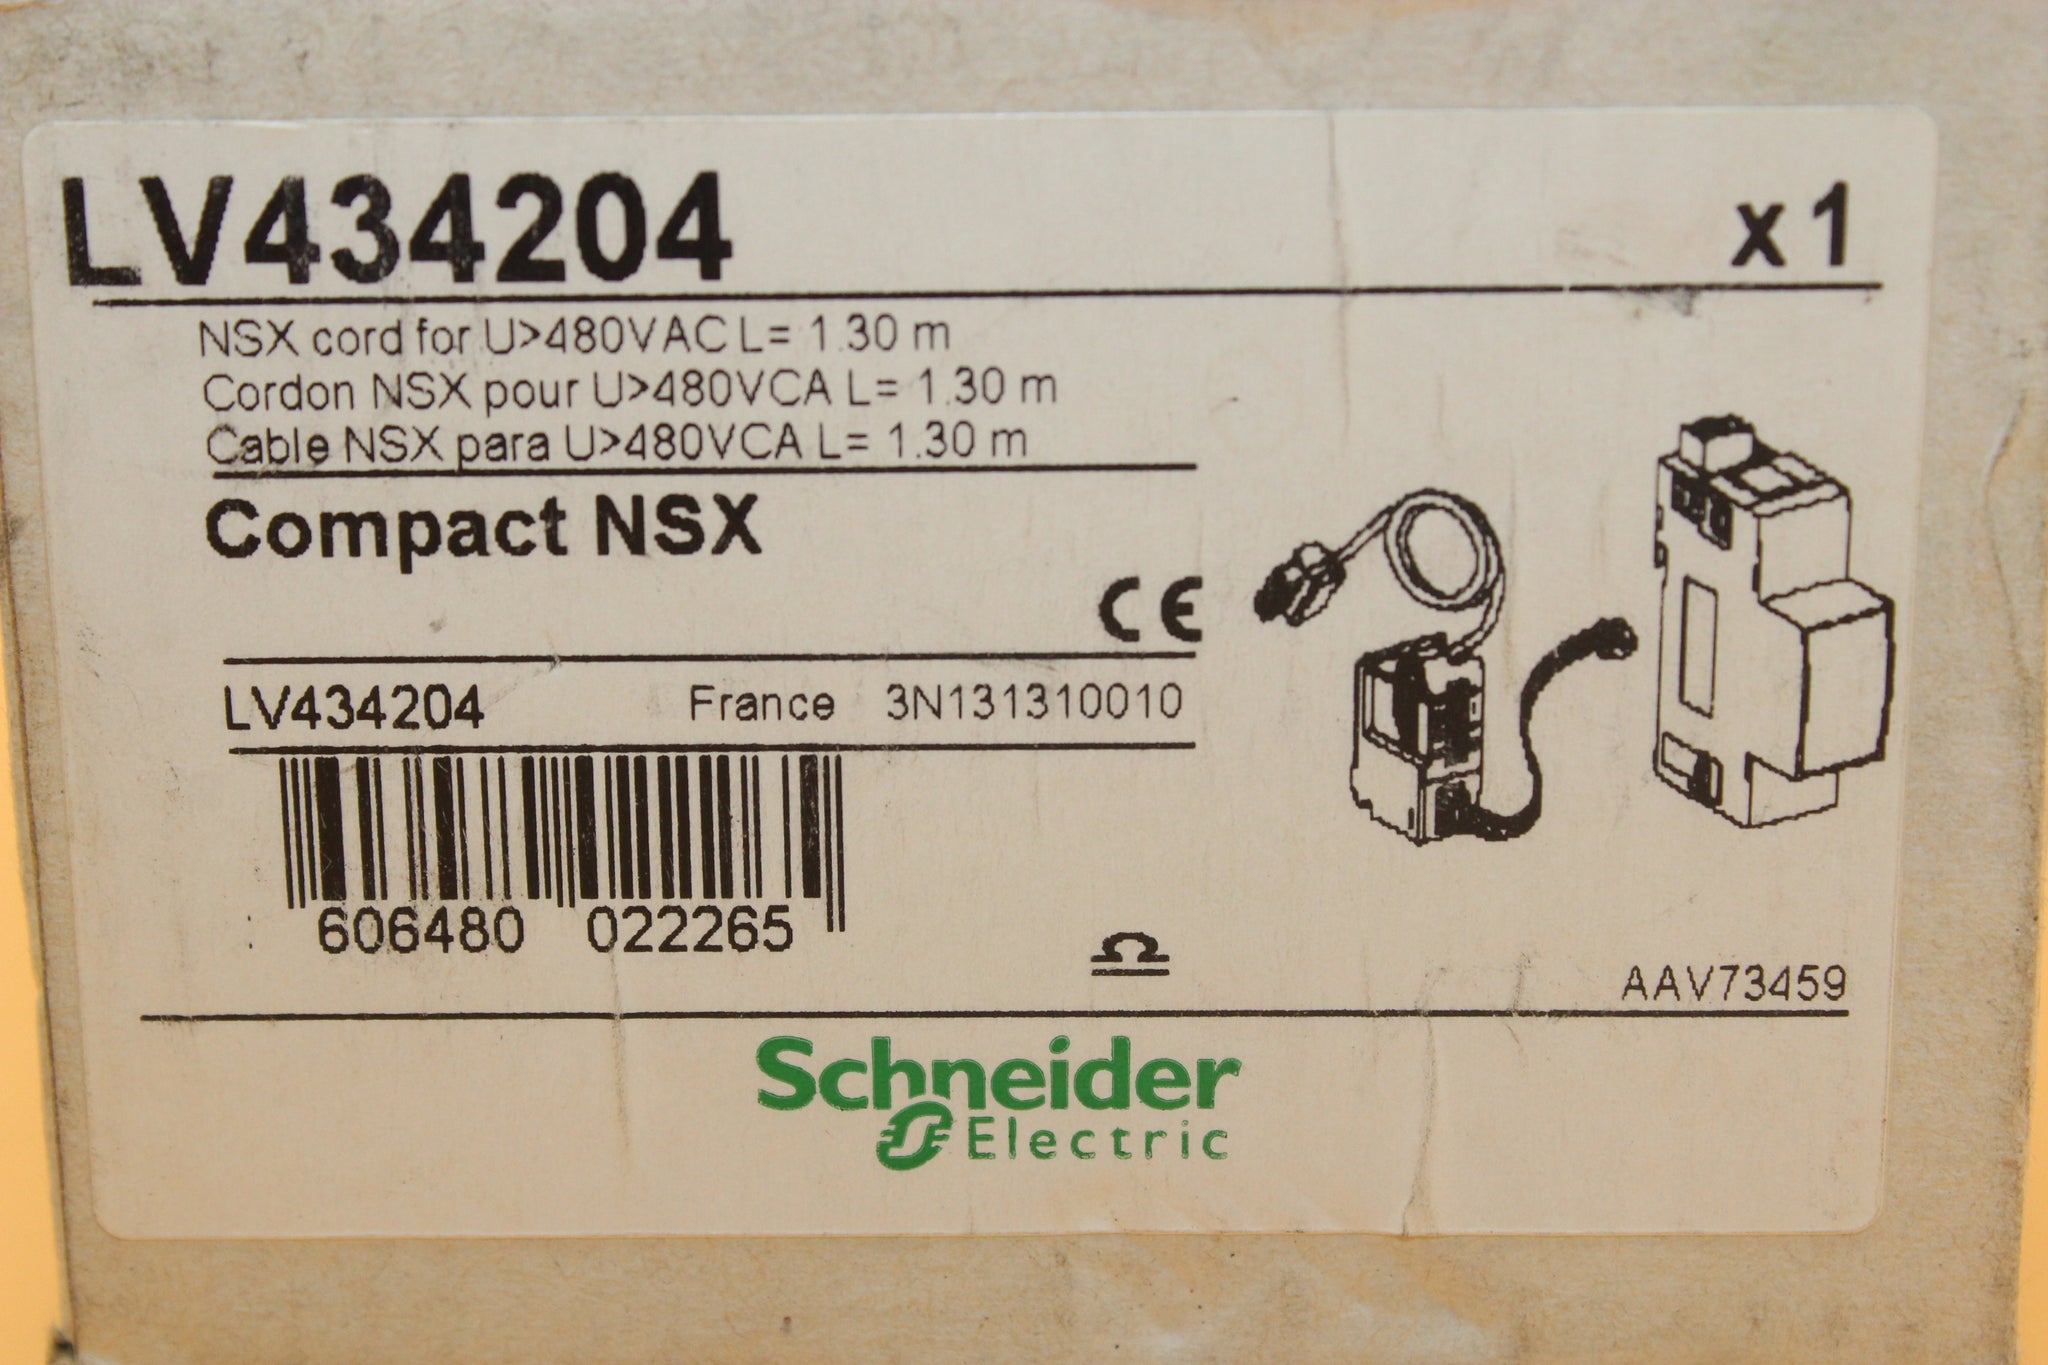 LV434204 x 1
NSX cord for U>480VAC L= 1.30 m
Cordon NSX pour U>480VCA L= 1.30 m
Cable NSX para U>480VCA L= 1.30 m
Compact NSX
CE
LV434204 France 3N131310010
606480 022265
AAV73459
Schneider
Electric